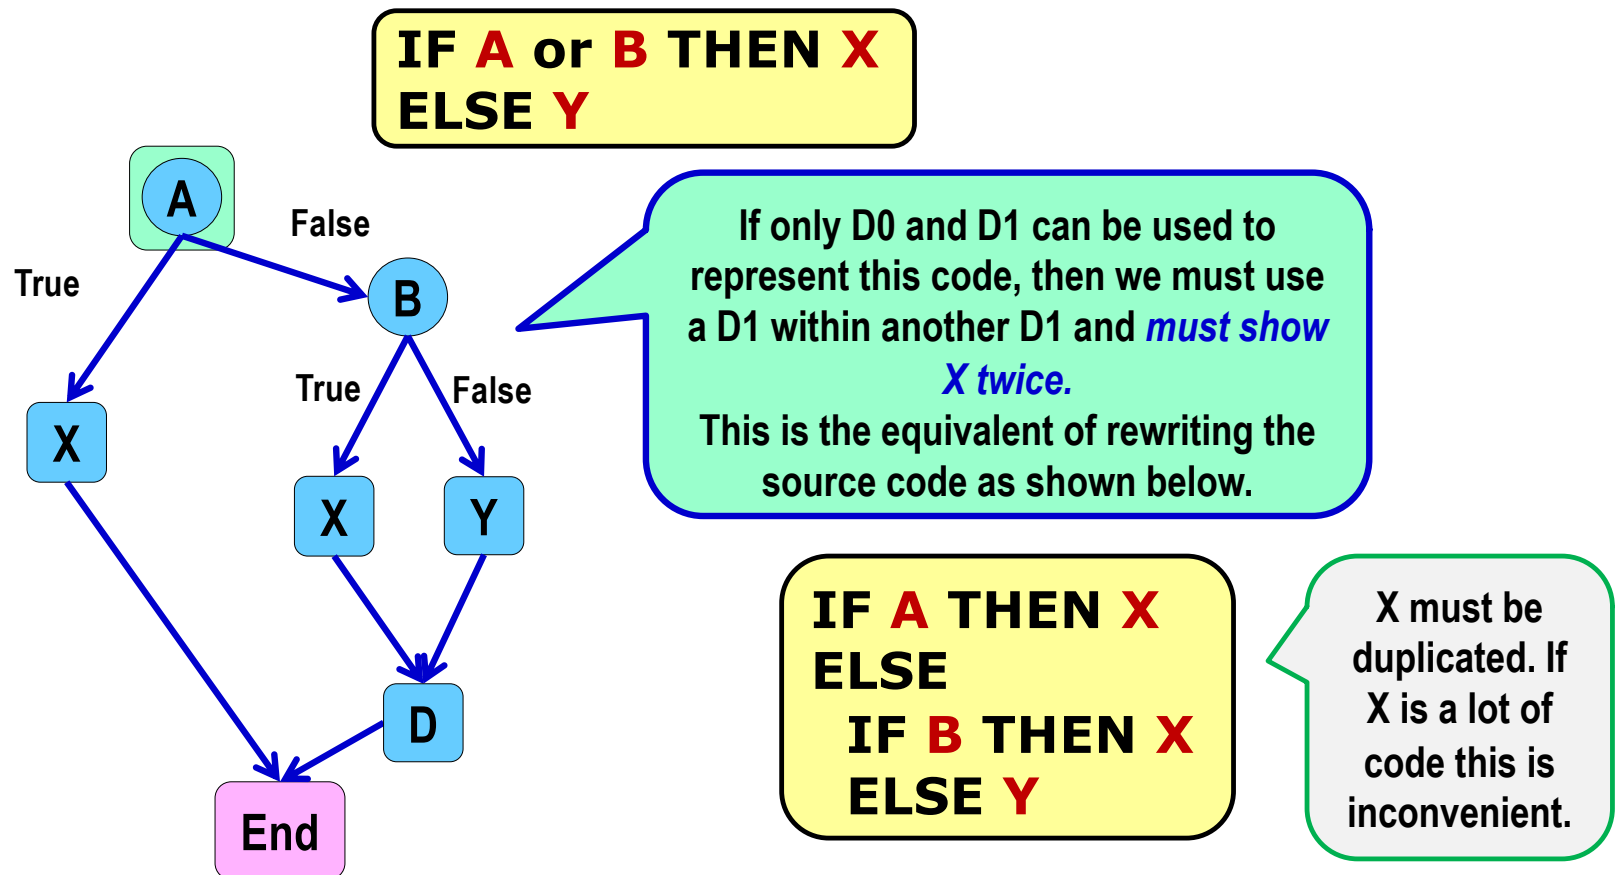 IF A or B THEN X
ELSE Y
A
False
True
B
True
False
X
X
Y
D
End
If only D0 and D1 can be used to
represent this code, then we must use
a D1 within another D1 and must show
X twice.
This is the equivalent of rewriting the
source code as shown below.
IF A THEN X
ELSE
IF B THEN X
ELSE Y
X must be
duplicated. If
X is a lot of
code this is
inconvenient.